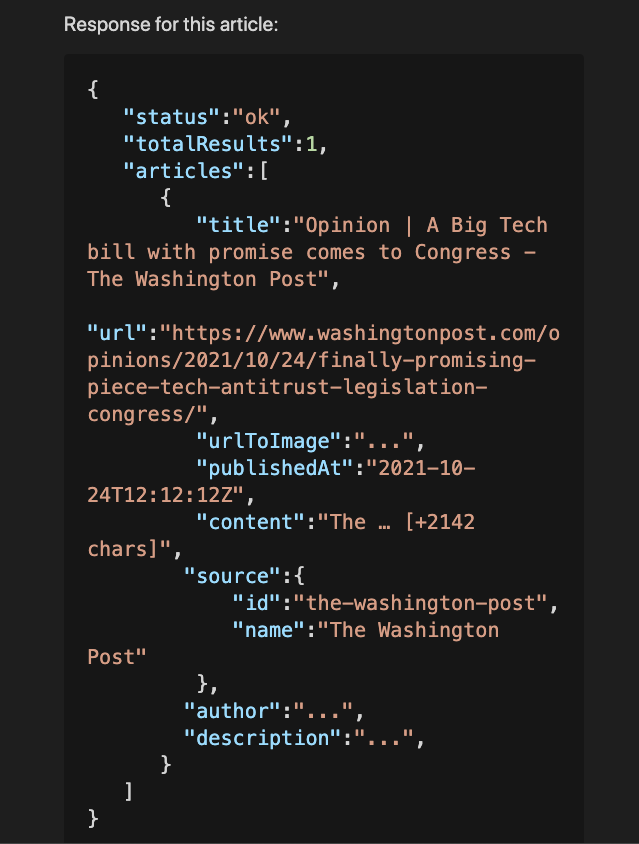 Response for this article:
{
"status":"ok",
"totalResults":1,
"articles":[
{
"title":"Opinion | A Big Tech
bill with promise comes to Congress –
The Washington Post",
"url":"https://www.washingtonpost.com/o
pinions/2021/10/24/finally-promising-
piece-tech-antitrust-legislation-
congress/",
"urlToImage":"...",
"publishedAt":"2021-10-
24T12:12:12Z",
"content":"The … [+2142
chars]",
"source":{
"id":"the-washington-post",
"name":"The Washington
Post"
},
"author":"...",
"description":"...",
}
]
}